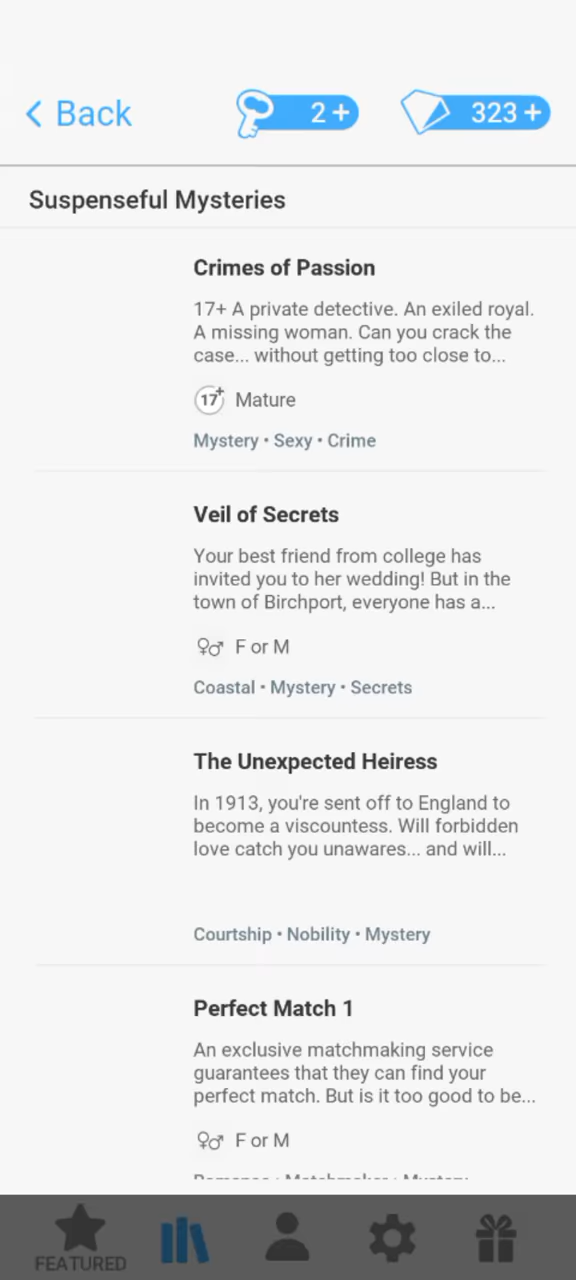 Back
2 +
323 +
Suspenseful Mysteries
Crimes of Passion
17+ A private detective. An exiled royal.
A missing woman. Can you crack the
case... without getting too close to...
17+ Mature
Mystery • Sexy • Crime
Veil of Secrets
Your best friend from college has
invited you to her wedding! But in the
town of Birchport, everyone has a...
F or M
Coastal • Mystery • Secrets
The Unexpected Heiress
In 1913, you're sent off to England to
become a viscountess. Will forbidden
love catch you unawares... and will...
Courtship • Nobility • Mystery
Perfect Match 1
An exclusive matchmaking service
guarantees that they can find your
perfect match. But is it too good to be...
F or M
Romance • Matchmaker • Mystery
FEATURED